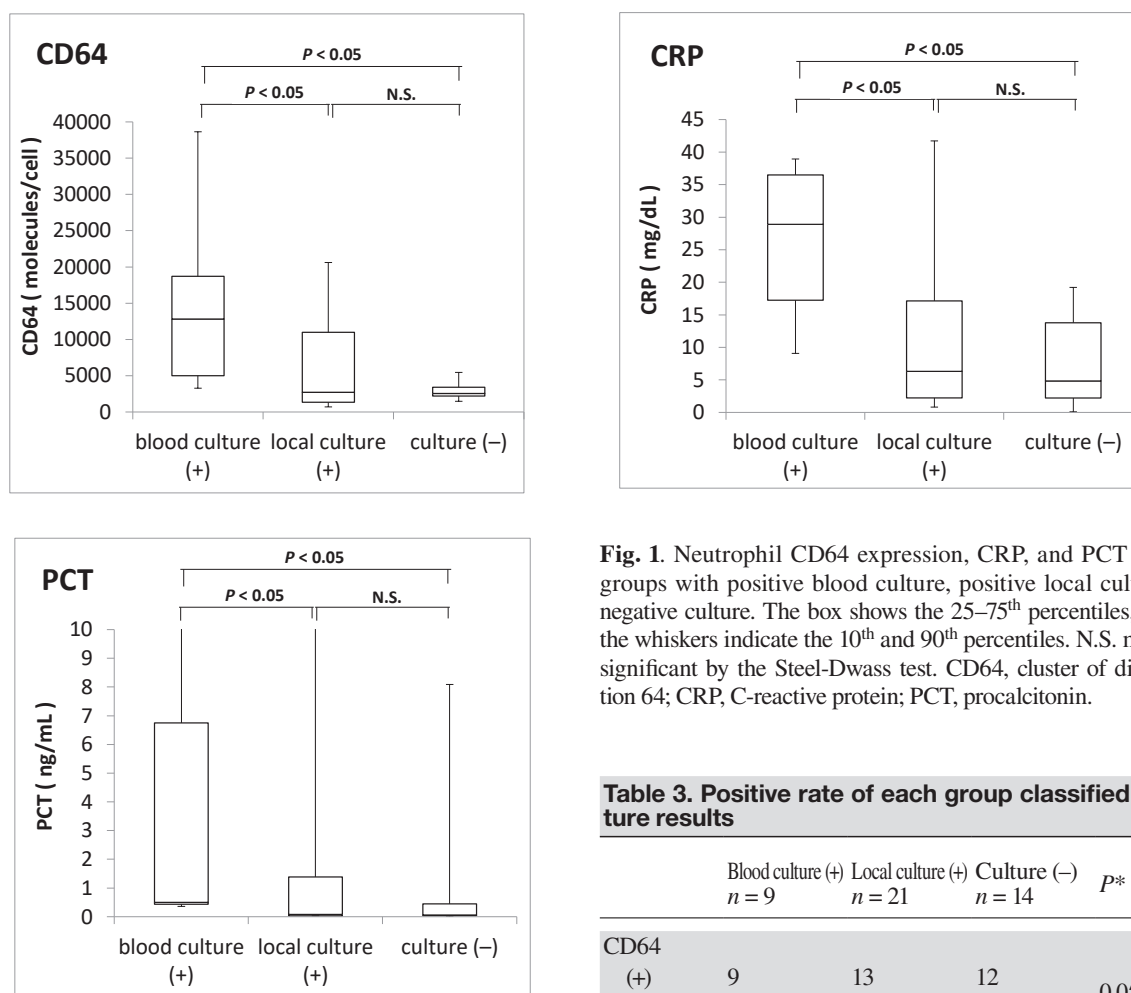 CD64
P < 0.05
P < 0.05
N.S.
CD64 ( molecules/cell )
40000
35000
30000
25000
20000
15000
10000
5000
0
blood culture local culture culture (–)
(+) (+)
CRP
P < 0.05
P < 0.05
N.S.
CRP ( mg/dL )
45
40
35
30
25
20
15
10
5
0
blood culture local culture culture (–)
(+) (+)
PCT
P < 0.05
P < 0.05
N.S.
PCT ( ng/mL )
10
9
8
7
6
5
4
3
2
1
0
blood culture local culture culture (–)
(+) (+)
Fig. 1. Neutrophil CD64 expression, CRP, and PCT
groups with positive blood culture, positive local cul
negative culture. The box shows the 25–75th percentiles.
the whiskers indicate the 10th and 90th percentiles. N.S.
significant by the Steel-Dwass test. CD64, cluster of di
tion 64; CRP, C-reactive protein; PCT, procalcitonin.
Table 3. Positive rate of each group classified
ture results
Blood culture (+) Local culture (+) Culture (–) P*
n = 9 n = 21 n = 14
CD64
(+) 9 13 12